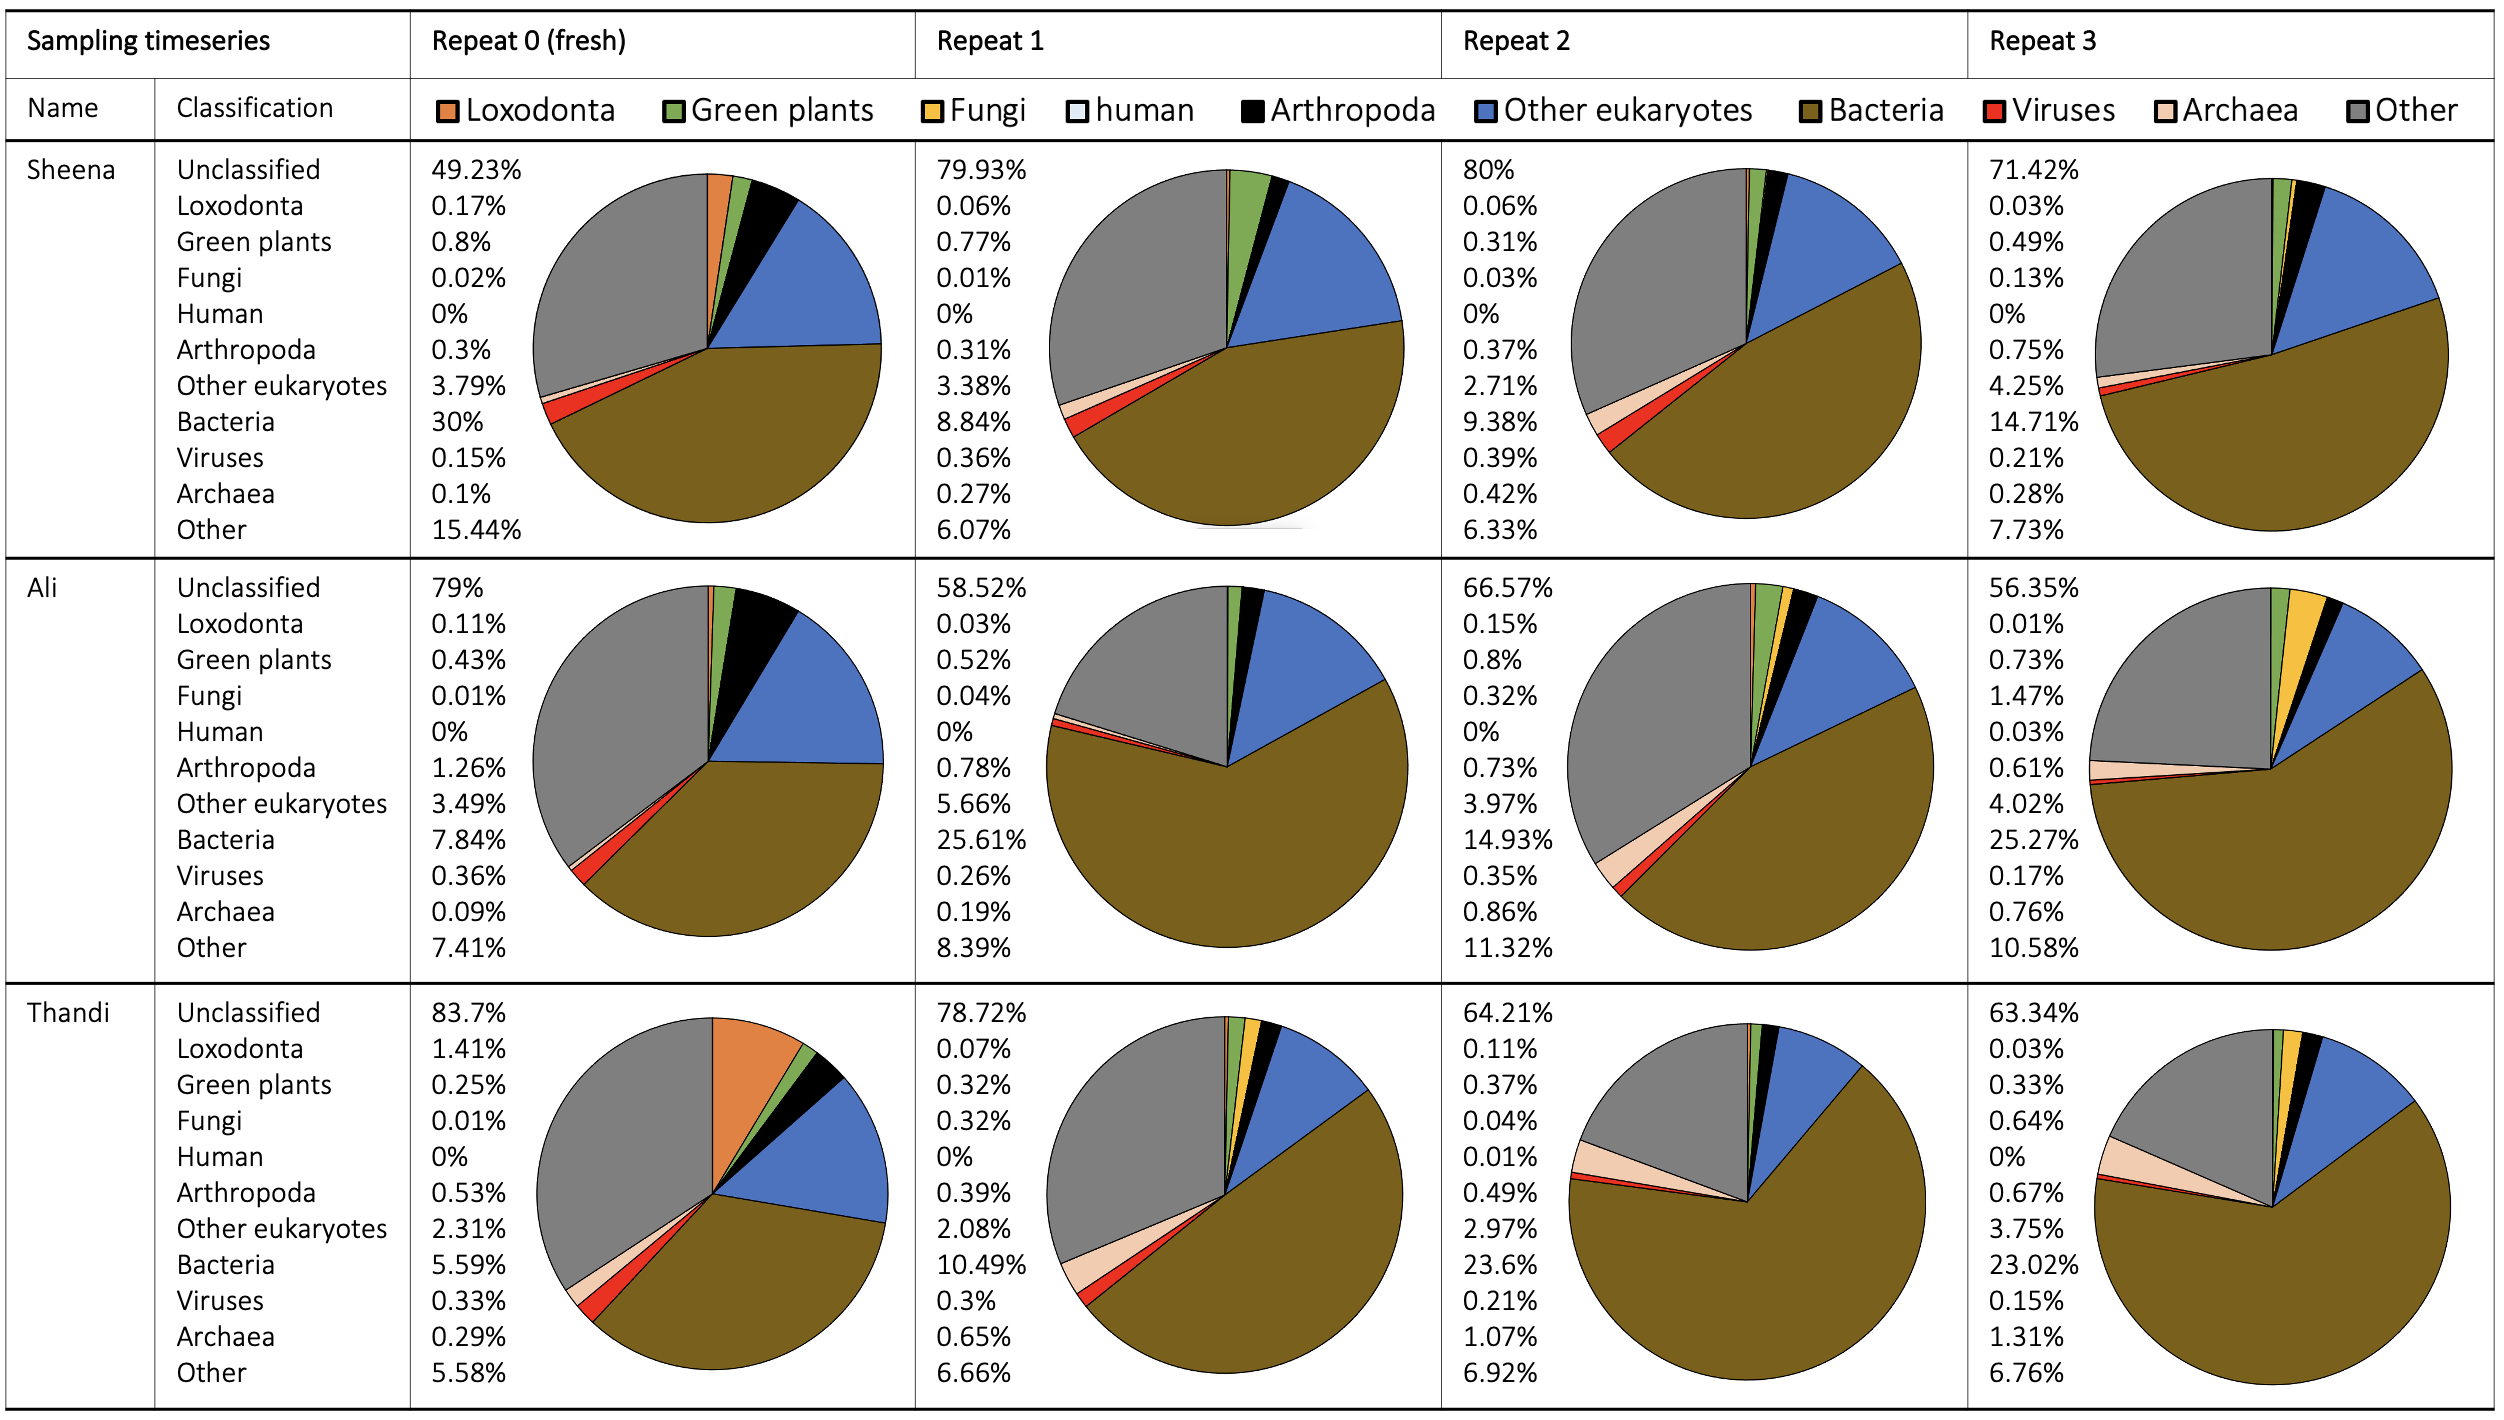 Sampling timeseries Repeat 0 (fresh) Repeat 1 Repeat 2 Repeat 3
Name Classification Loxodonta Green plants Fungi human Arthropoda Other eukaryotes Bacteria Viruses Archaea Other
Sheena Unclassified 49.23% 79.93% 80% 71.42%
Loxodonta 0.17% 0.06% 0.06% 0.03%
Green plants 0.8% 0.77% 0.31% 0.49%
Fungi 0.02% 0.01% 0.03% 0.13%
Human 0% 0% 0% 0%
Arthropoda 0.3% 0.31% 0.37% 0.75%
Other eukaryotes 3.79% 3.38% 2.71% 4.25%
Bacteria 30% 8.84% 9.38% 14.71%
Viruses 0.15% 0.36% 0.39% 0.21%
Archaea 0.1% 0.27% 0.42% 0.28%
Other 15.44% 6.07% 6.33% 7.73%
Ali Unclassified 79% 58.52% 66.57% 56.35%
Loxodonta 0.11% 0.03% 0.15% 0.01%
Green plants 0.43% 0.52% 0.8% 0.73%
Fungi 0.01% 0.04% 0.32% 1.47%
Human 0% 0% 0% 0.03%
Arthropoda 1.26% 0.78% 0.73% 0.61%
Other eukaryotes 3.49% 5.66% 3.97% 4.02%
Bacteria 7.84% 25.61% 14.93% 25.27%
Viruses 0.36% 0.26% 0.35% 0.17%
Archaea 0.09% 0.19% 0.86% 0.76%
Other 7.41% 8.39% 11.32% 10.58%
Thandi Unclassified 83.7% 78.72% 64.21% 63.34%
Loxodonta 1.41% 0.07% 0.11% 0.03%
Green plants 0.25% 0.32% 0.37% 0.33%
Fungi 0.01% 0.32% 0.04% 0.64%
Human 0% 0% 0.01% 0%
Arthropoda 0.53% 0.39% 0.49% 0.67%
Other eukaryotes 2.31% 2.08% 2.97% 3.75%
Bacteria 5.59% 10.49% 23.6% 23.02%
Viruses 0.33% 0.3% 0.21% 0.15%
Archaea 0.29% 0.65% 1.07% 1.31%
Other 5.58% 6.66% 6.92% 6.76%